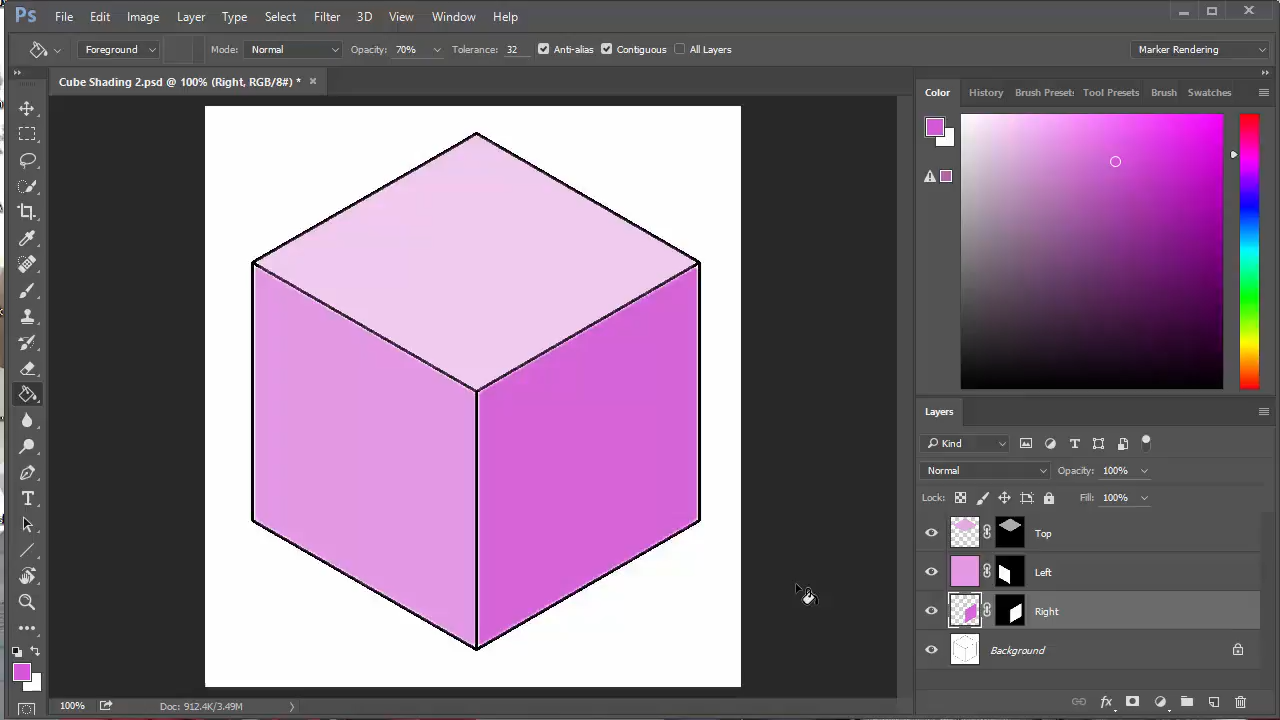 Ps File Edit Image Layer Type Select Filter 3D View Window Help
Foreground Mode: Normal Opacity: 70% Tolerance: 32 Anti-alias Contiguous All Layers Marker Rendering
Cube Shading 2.psd @ 100% (Right, RGB/8#) * ×
Color History Brush Presets Tool Presets Brush Swatches
Layers
Kind
Normal Opacity: 100%
Lock: Fill: 100%
Top
Left
Right
Background
100% Doc: 912.4K/3.49M